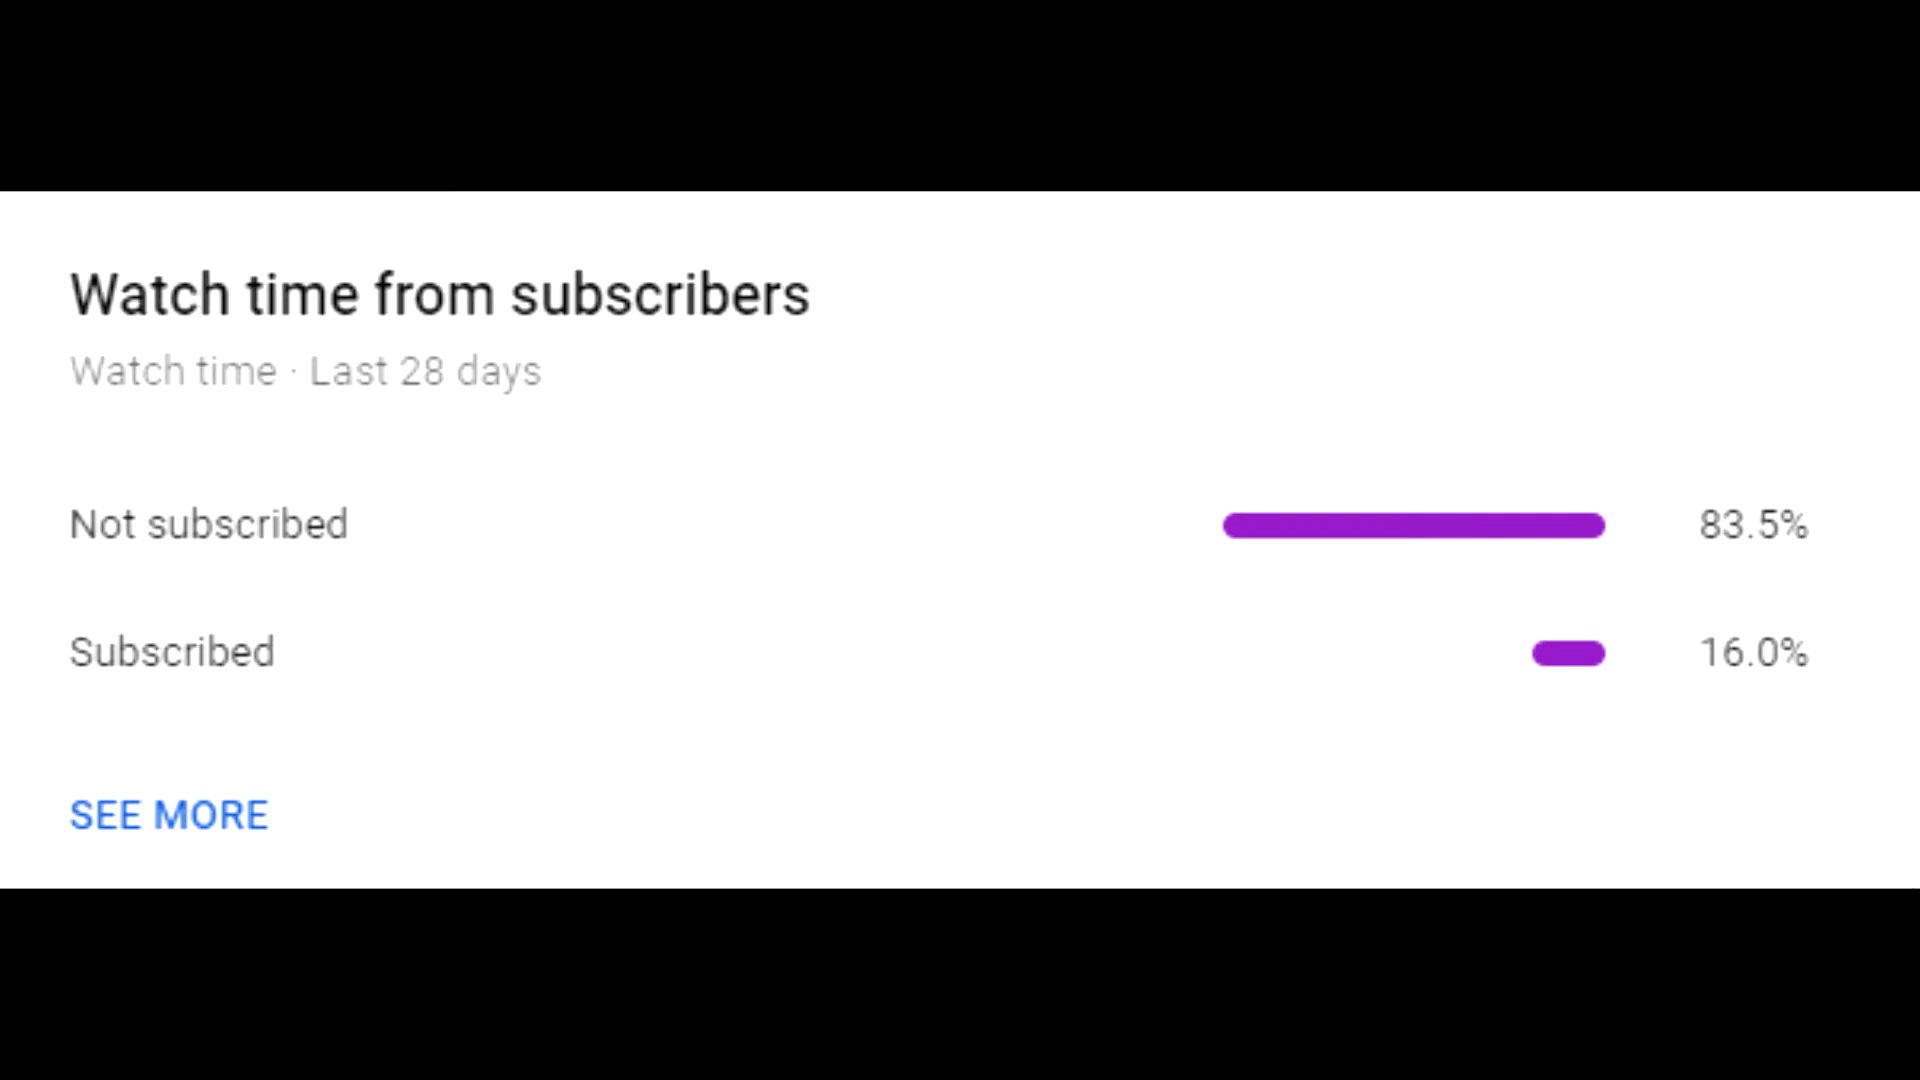 Watch time from subscribers
Watch time · Last 28 days
Not subscribed 83.5%
Subscribed 16.0%
SEE MORE